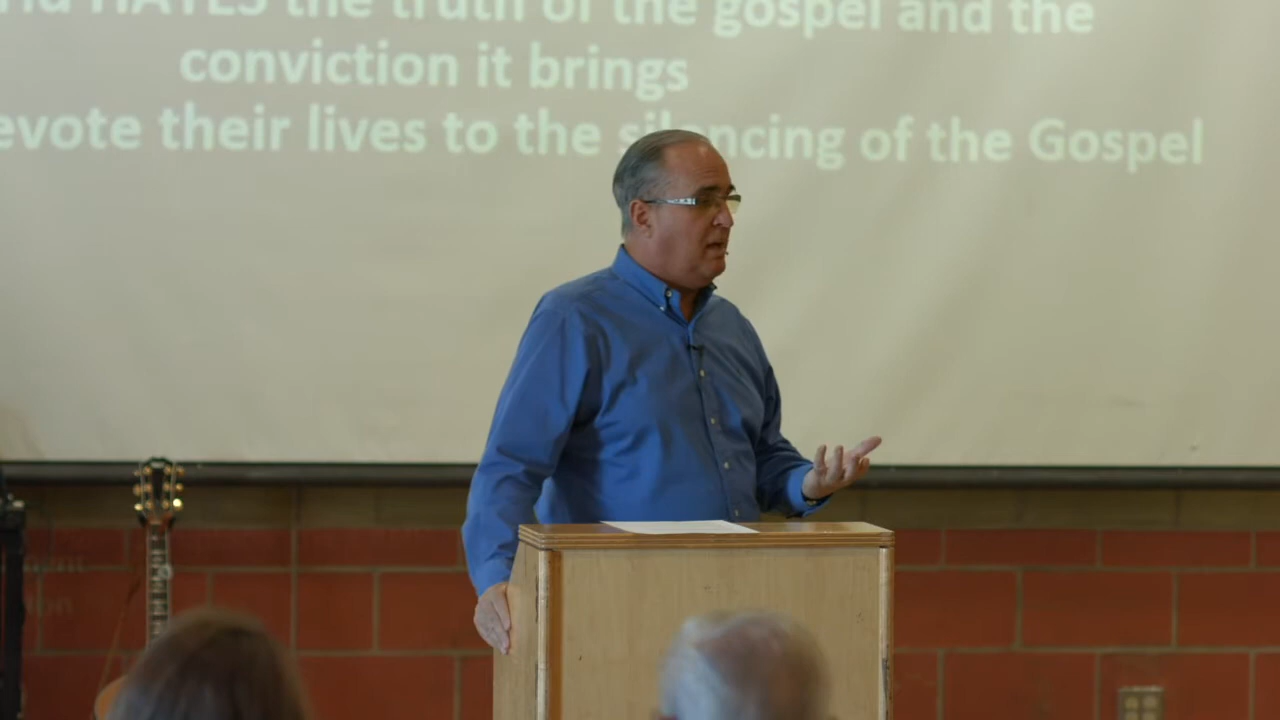 HATES the truth of the gospel and the
conviction it brings
evote their lives to the silencing of the Gospel